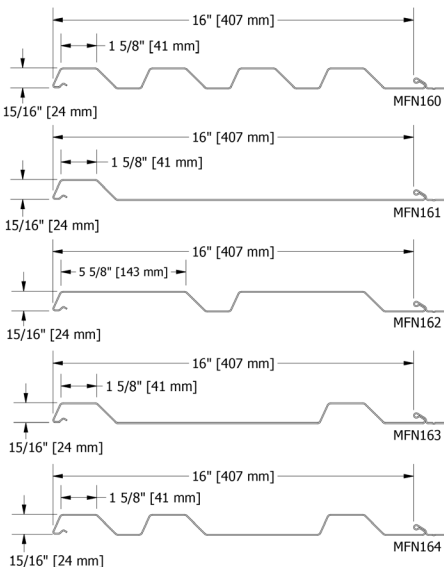 16" [407 mm]
1 5/8" [41 mm]
15/16" [24 mm]
MFN160
16" [407 mm]
1 5/8" [41 mm]
15/16" [24 mm]
MFN161
16" [407 mm]
5 5/8" [143 mm]
15/16" [24 mm]
MFN162
16" [407 mm]
1 5/8" [41 mm]
15/16" [24 mm]
MFN163
16" [407 mm]
1 5/8" [41 mm]
15/16" [24 mm]
MFN164